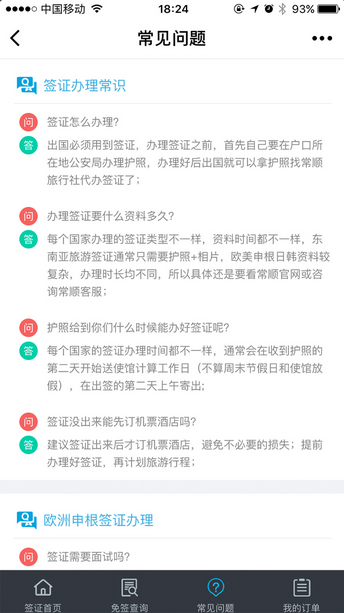 中国移动 18:24 93%
常见问题
签证办理常识
问 签证怎么办理?
答 出国必须用到签证，办理签证之前，首先自己要在户口所
在地公安局办理护照，办理好后出国就可以拿护照找常顺
旅行社代办签证了；
问 办理签证要什么资料多久?
答 每个国家办理的签证类型不一样，资料时间都不一样，东
南亚旅游签证通常只需要护照+相片，欧美申根日韩资料较
复杂，办理时长均不同，所以具体还是要看常顺官网或咨
询常顺客服；
问 护照给到你们什么时候能办好签证呢?
答 每个国家的签证办理时间都不一样，通常会在收到护照的
第二天开始送使馆计算工作日（不算周末节假日和使馆放
假），在出签的第二天上午寄出;
问 签证没出来能先订机票酒店吗?
答 建议签证出来后才订机票酒店，避免不必要的损失；提前
办理好签证，再计划旅游行程；
欧洲申根签证办理
问 签证需要面试吗?
签证首页 免签查询 常见问题 我的订单